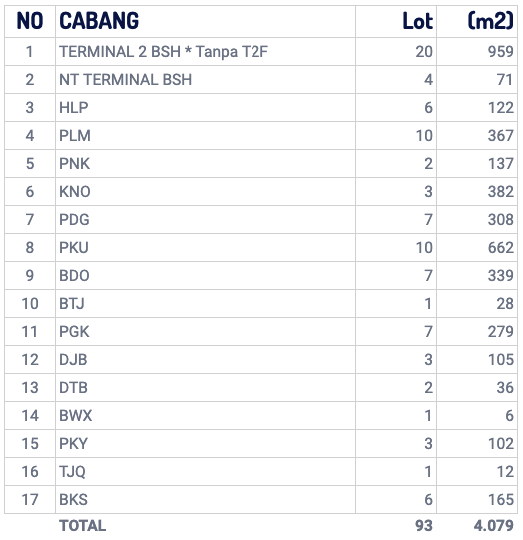 NO CABANG Lot (m2)
1 TERMINAL 2 BSH * Tanpa T2F 20 959
2 NT TERMINAL BSH 4 71
3 HLP 6 122
4 PLM 10 367
5 PNK 2 137
6 KNO 3 382
7 PDG 7 308
8 PKU 10 662
9 BDO 7 339
10 BTJ 1 28
11 PGK 7 279
12 DJB 3 105
13 DTB 2 36
14 BWX 1 6
15 PKY 3 102
16 TJQ 1 12
17 BKS 6 165
TOTAL 93 4.079